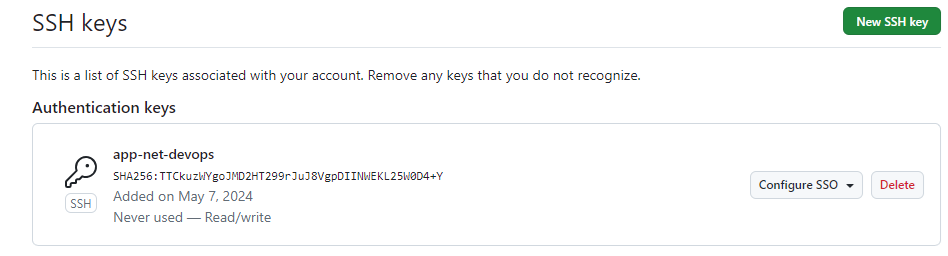 SSH keys
New SSH key
This is a list of SSH keys associated with your account. Remove any keys that you do not recognize.
Authentication keys
app-net-devops
SHA256:TTCkuzWYgoJMD2HT299rJuJ8VgpDIINWEKL25W0D4+Y
SSH
Added on May 7, 2024
Never used — Read/write
Configure SSO
Delete